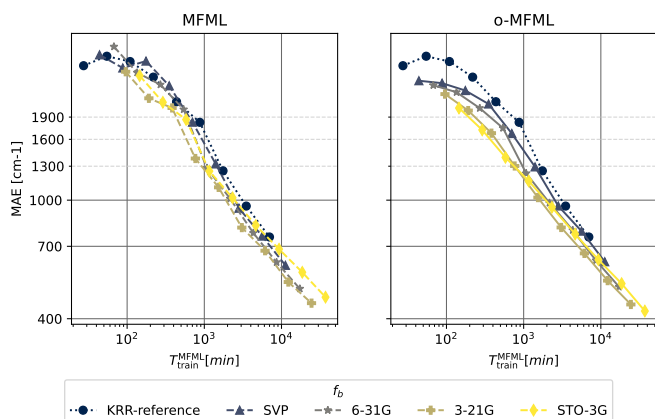 MFML
o-MFML
MAE [cm-1]
1900
1600
1300
1000
700
400
10²
10³
10⁴
10²
10³
10⁴
T_train^MFML [min]
T_train^MFML [min]
f_b
KRR-reference
SVP
6-31G
3-21G
STO-3G